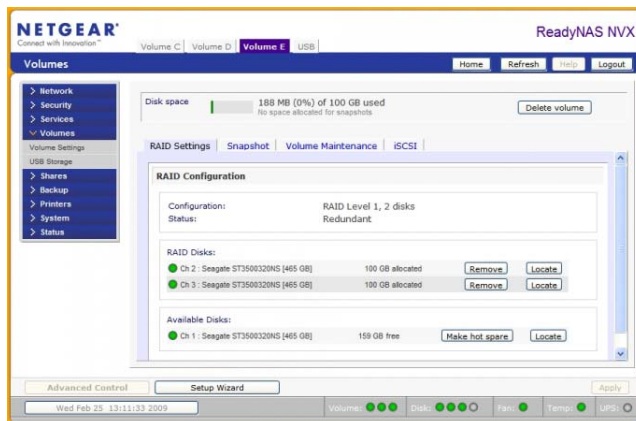 NETGEAR®
Connect with Innovation™
ReadyNAS NVX
Volume C Volume D Volume E USB
Volumes
Home Refresh Help Logout
> Network
> Security
> Services
Volumes
Volume Settings
USB Storage
> Shares
> Backup
> Printers
> System
> Status
Disk space
188 MB (0%) of 100 GB used
No space allocated for snapshots
Delete volume
RAID Settings Snapshot Volume Maintenance iSCSI
RAID Configuration
Configuration: RAID Level 1, 2 disks
Status: Redundant
RAID Disks:
Ch 2 : Seagate ST3500320NS [465 GB] 100 GB allocated Remove Locate
Ch 3 : Seagate ST3500320NS [465 GB] 100 GB allocated Remove Locate
Available Disks:
Ch 1 : Seagate ST3500320NS [465 GB] 159 GB free Make hot spare Locate
Advanced Control Setup Wizard Apply
Wed Feb 25 13:11:33 2009 Volume: Disk: Fan: Temp: UPS: